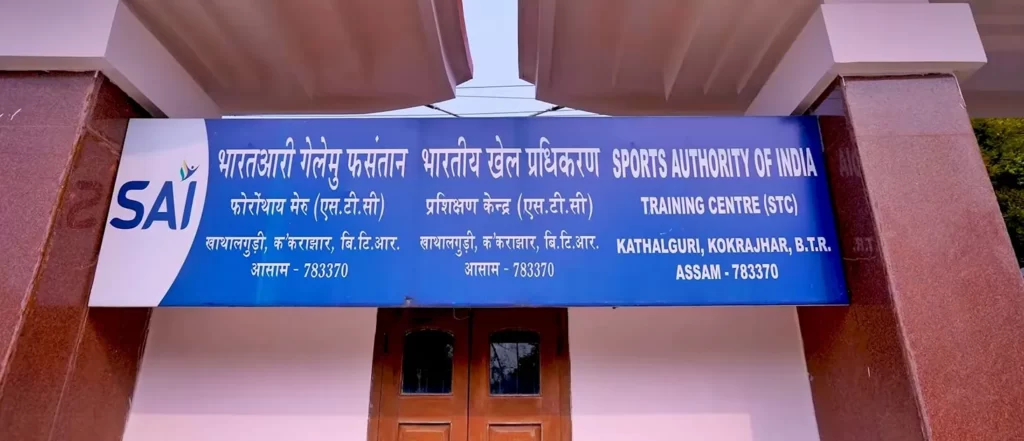 SAI
भारतआरी गेलेमु फसंतान
फोरोंथाय मेरु (एस.टी.सी)
खाथालगुड़ी, क'कराझार, बि.टि.आर.
आसाम - 783370
भारतीय खेल प्रधिकरण
प्रशिक्षण केन्द्र (एस.टी.सी)
खाथालगुड़ी, क'कराझार, बि.टि.आर.
आसाम - 783370
SPORTS AUTHORITY OF INDIA
TRAINING CENTRE (STC)
KATHALGURI, KOKRAJHAR, B.T.R.
ASSAM - 783370